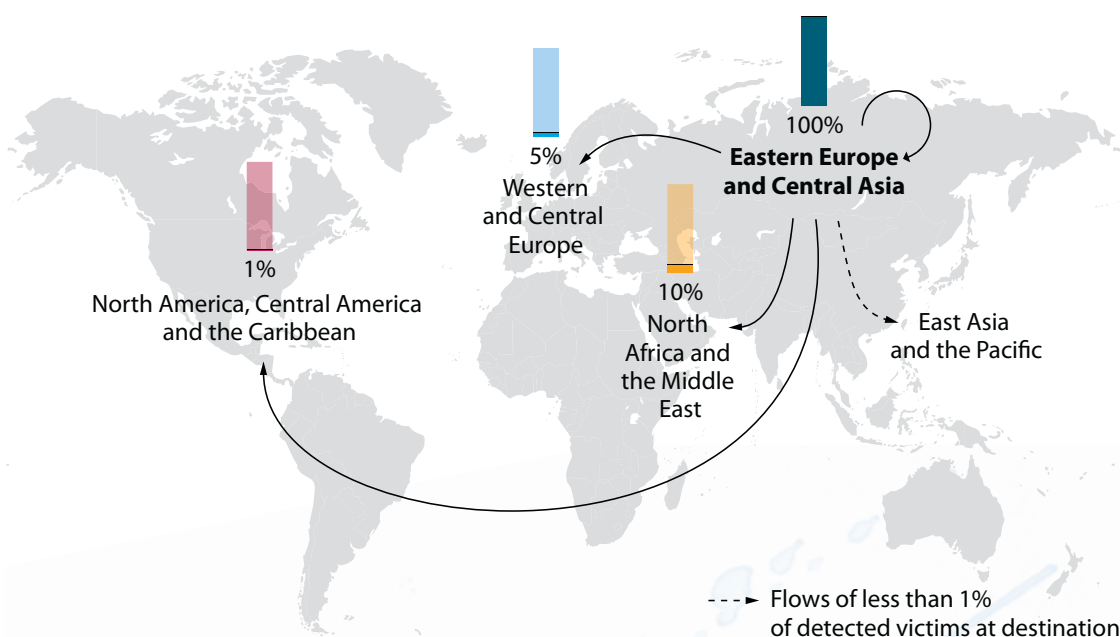 100%
Eastern Europe
and Central Asia
5%
Western
and Central
Europe
1%
North America, Central America
and the Caribbean
10%
North
Africa and
the Middle
East
East Asia
and the Pacific
Flows of less than 1%
of detected victims at destination